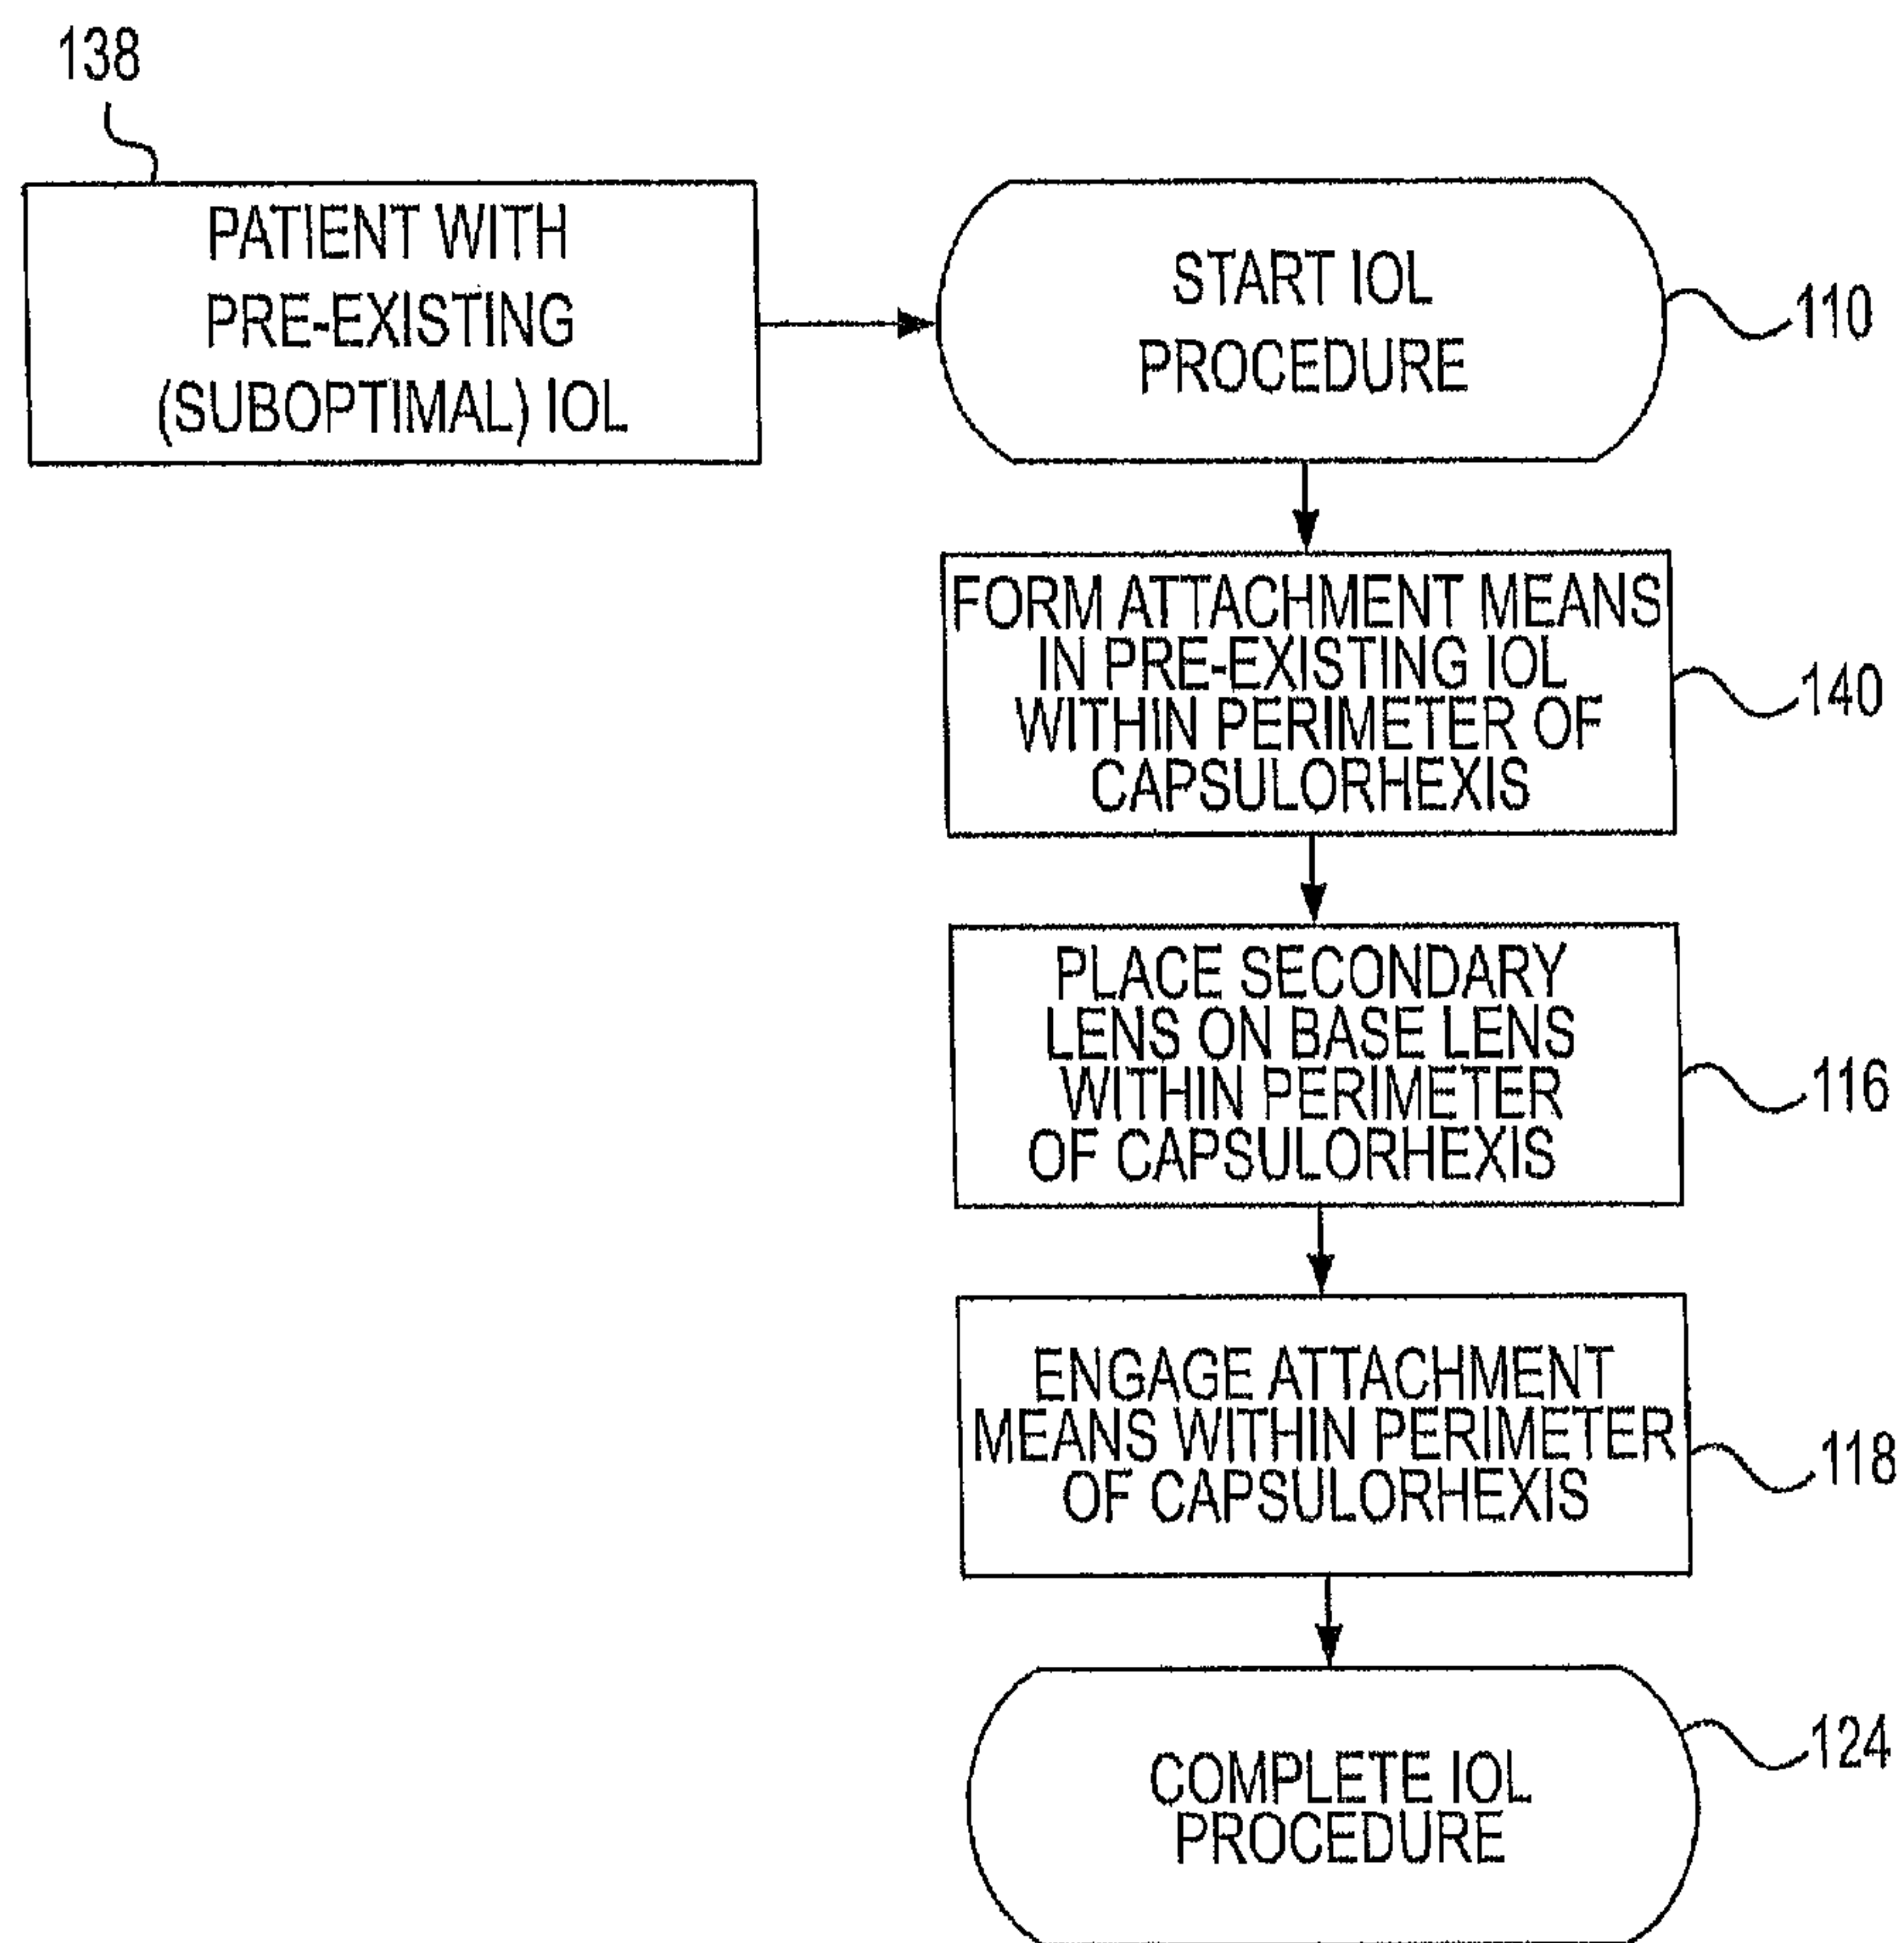 138
PATIENT WITH
PRE-EXISTING
(SUBOPTIMAL) IOL
START IOL
PROCEDURE
110
FORM ATTACHMENT MEANS
IN PRE-EXISTING IOL
WITHIN PERIMETER OF
CAPSULORHEXIS
140
PLACE SECONDARY
LENS ON BASE LENS
WITHIN PERIMETER
OF CAPSULORHEXIS
116
ENGAGE ATTACHMENT
MEANS WITHIN PERIMETER
OF CAPSULORHEXIS
118
COMPLETE IOL
PROCEDURE
124